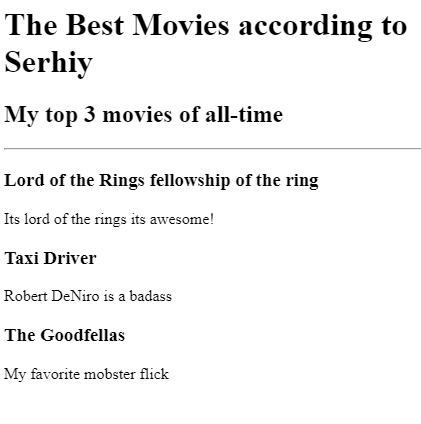 The Best Movies according to
Serhiy
My top 3 movies of all-time
Lord of the Rings fellowship of the ring
Its lord of the rings its awesome!
Taxi Driver
Robert DeNiro is a badass
The Goodfellas
My favorite mobster flick